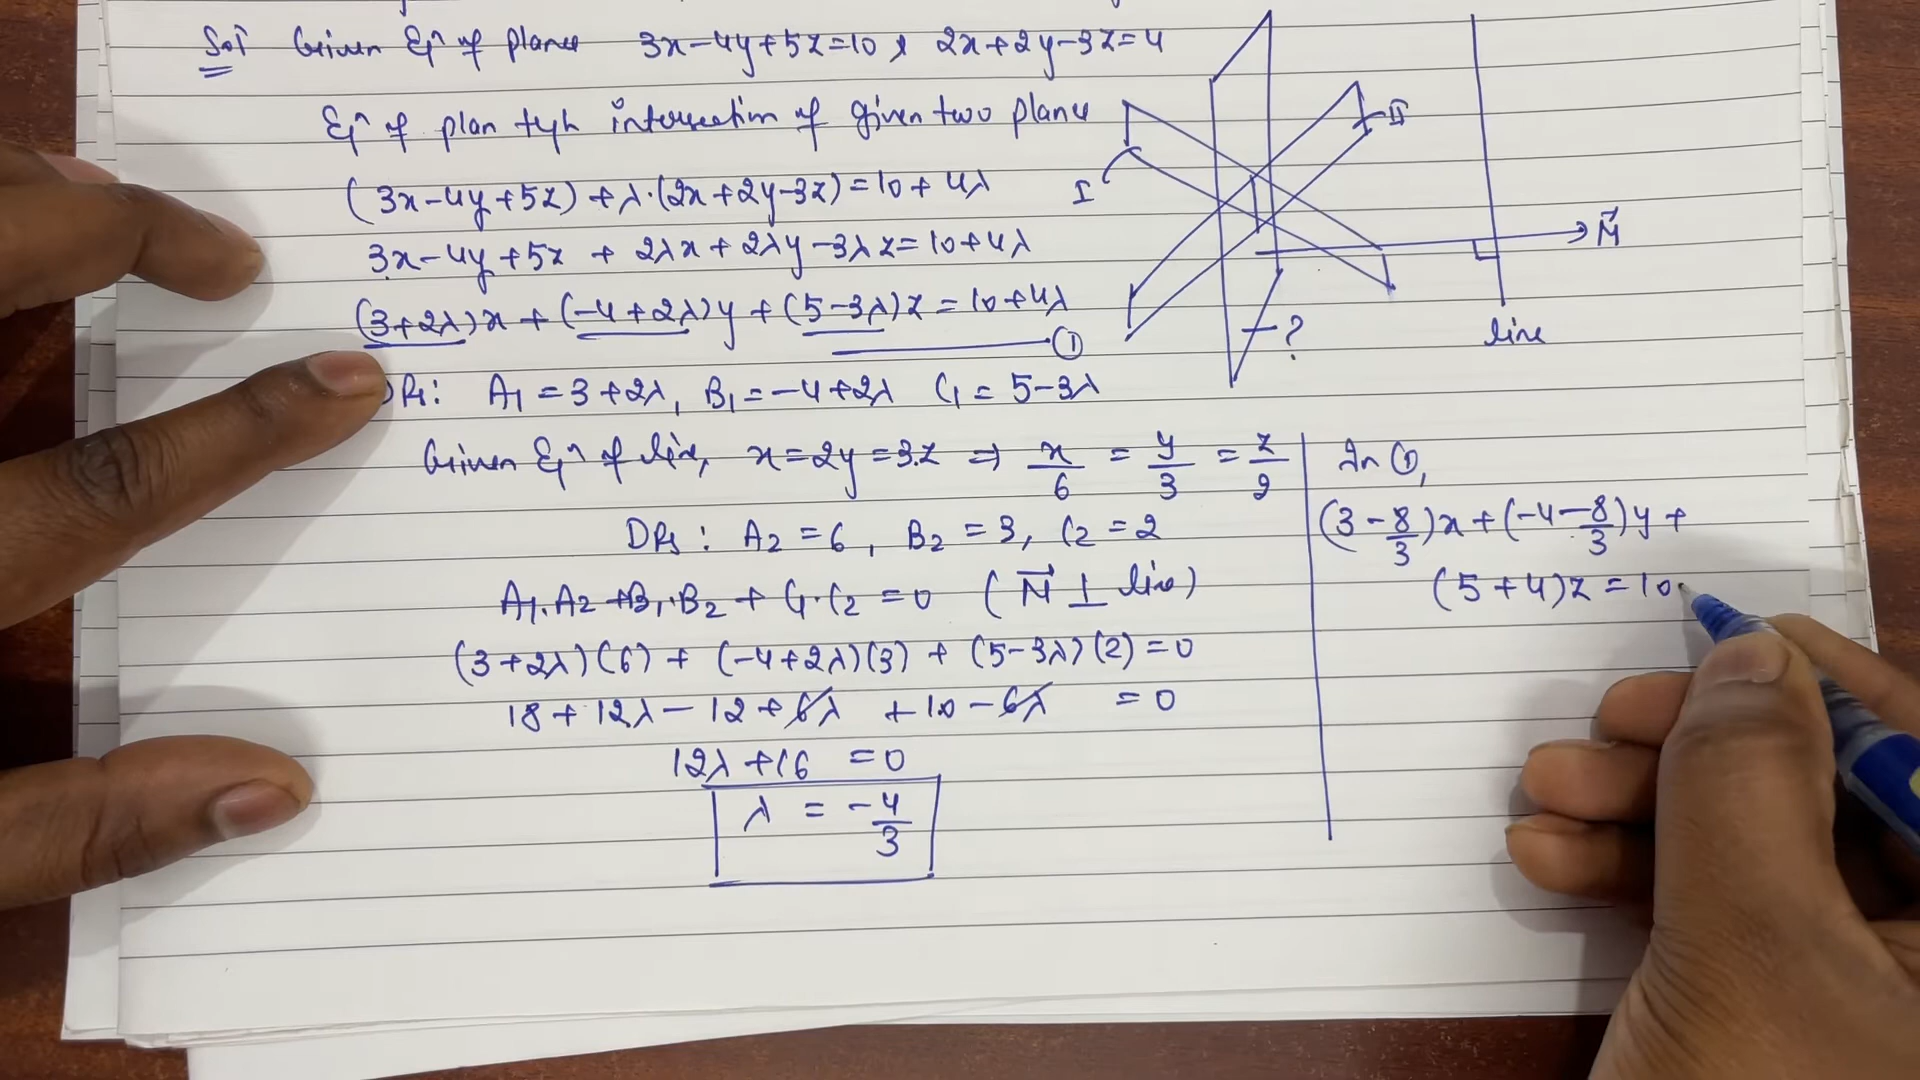 Solⁿ Given Eqⁿ of planes 3x-4y+5z=10, 2x+2y-3z=4
Eqⁿ of plan tyh intersection of given two plane
(3x-4y+5z)+λ·(2x+2y-3z)=10+4λ
3x-4y+5z + 2λx+2λy-3λz=10+4λ
(3+2λ)x+(-4+2λ)y+(5-3λ)z=10+4λ
①
DRs: A₁=3+2λ, B₁=-4+2λ C₁=5-3λ
Given Eqⁿ of line, x=2y=3z ⇒ x/6 = y/3 = z/2
DRs: A₂=6, B₂=3, C₂=2
A₁·A₂+B₁·B₂+C₁·C₂=0 (N⃗ ⊥ line)
(3+2λ)(6)+(-4+2λ)(3)+(5-3λ)(2)=0
18+12λ-12+6λ+10-6λ=0
12λ+16=0
λ = -4/3
I
II
N⃗
?
line
In ①,
(3-8/3)x+(-4-8/3)y+
(5+4)z=10